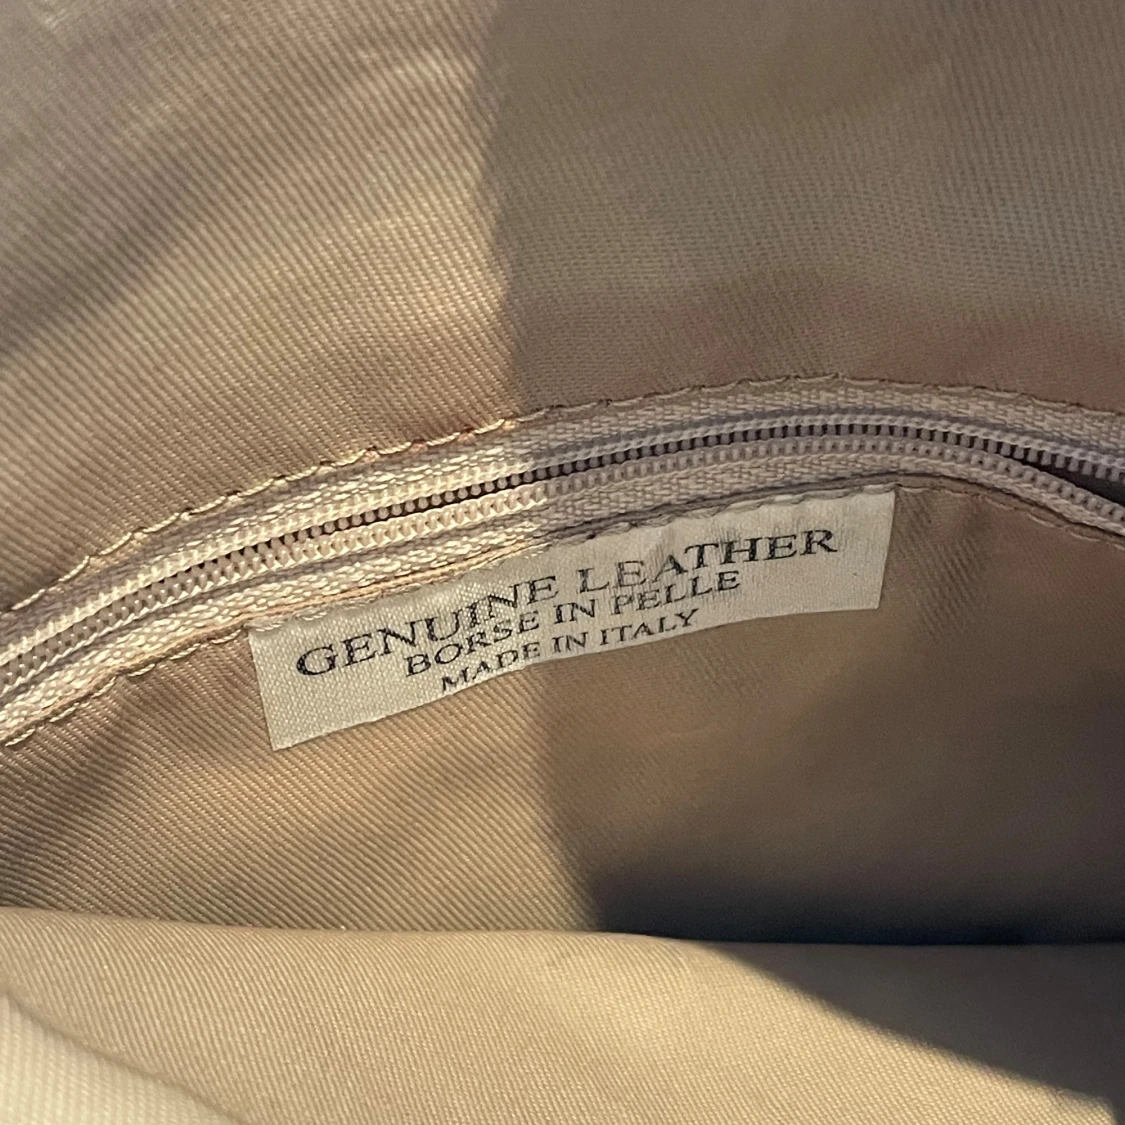 GENUINE LEATHER
BORSE IN PELLE
MADE IN ITALY